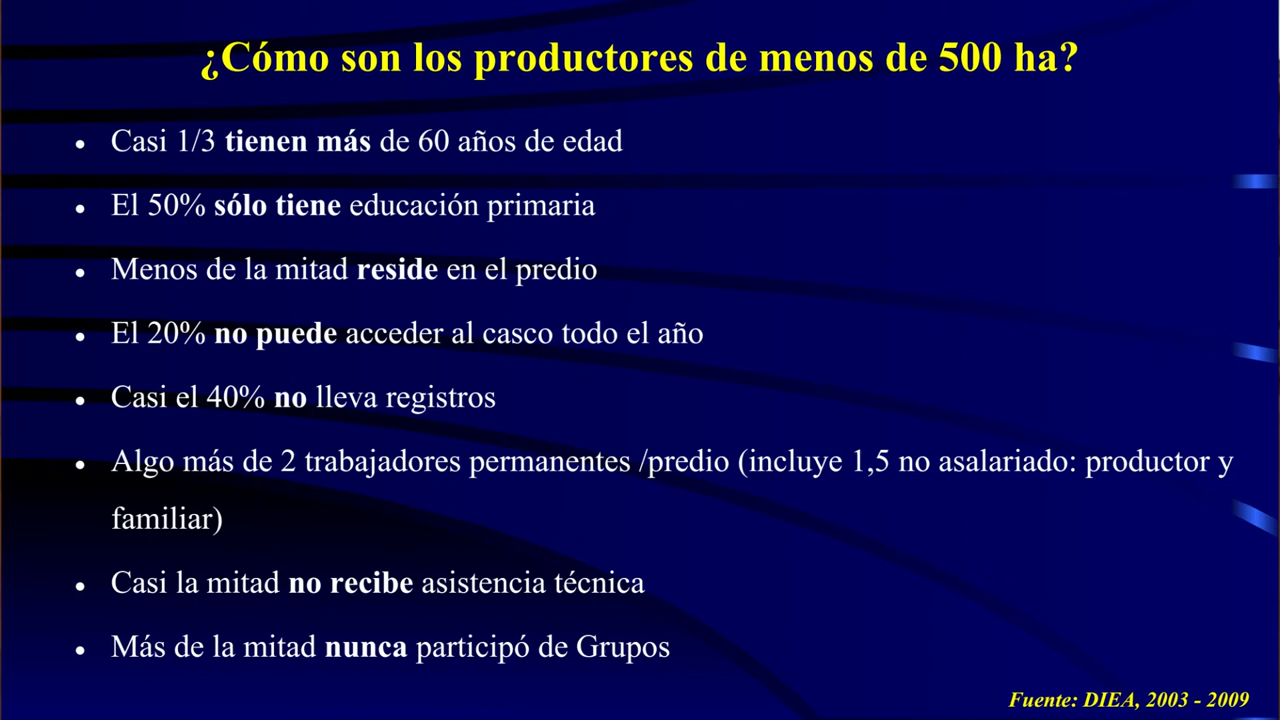 ¿Cómo son los productores de menos de 500 ha?
• Casi 1/3 tienen más de 60 años de edad
• El 50% sólo tiene educación primaria
• Menos de la mitad reside en el predio
• El 20% no puede acceder al casco todo el año
• Casi el 40% no lleva registros
• Algo más de 2 trabajadores permanentes /predio (incluye 1,5 no asalariado: productor y
familiar)
• Casi la mitad no recibe asistencia técnica
• Más de la mitad nunca participó de Grupos
Fuente: DIEA, 2003 - 2009